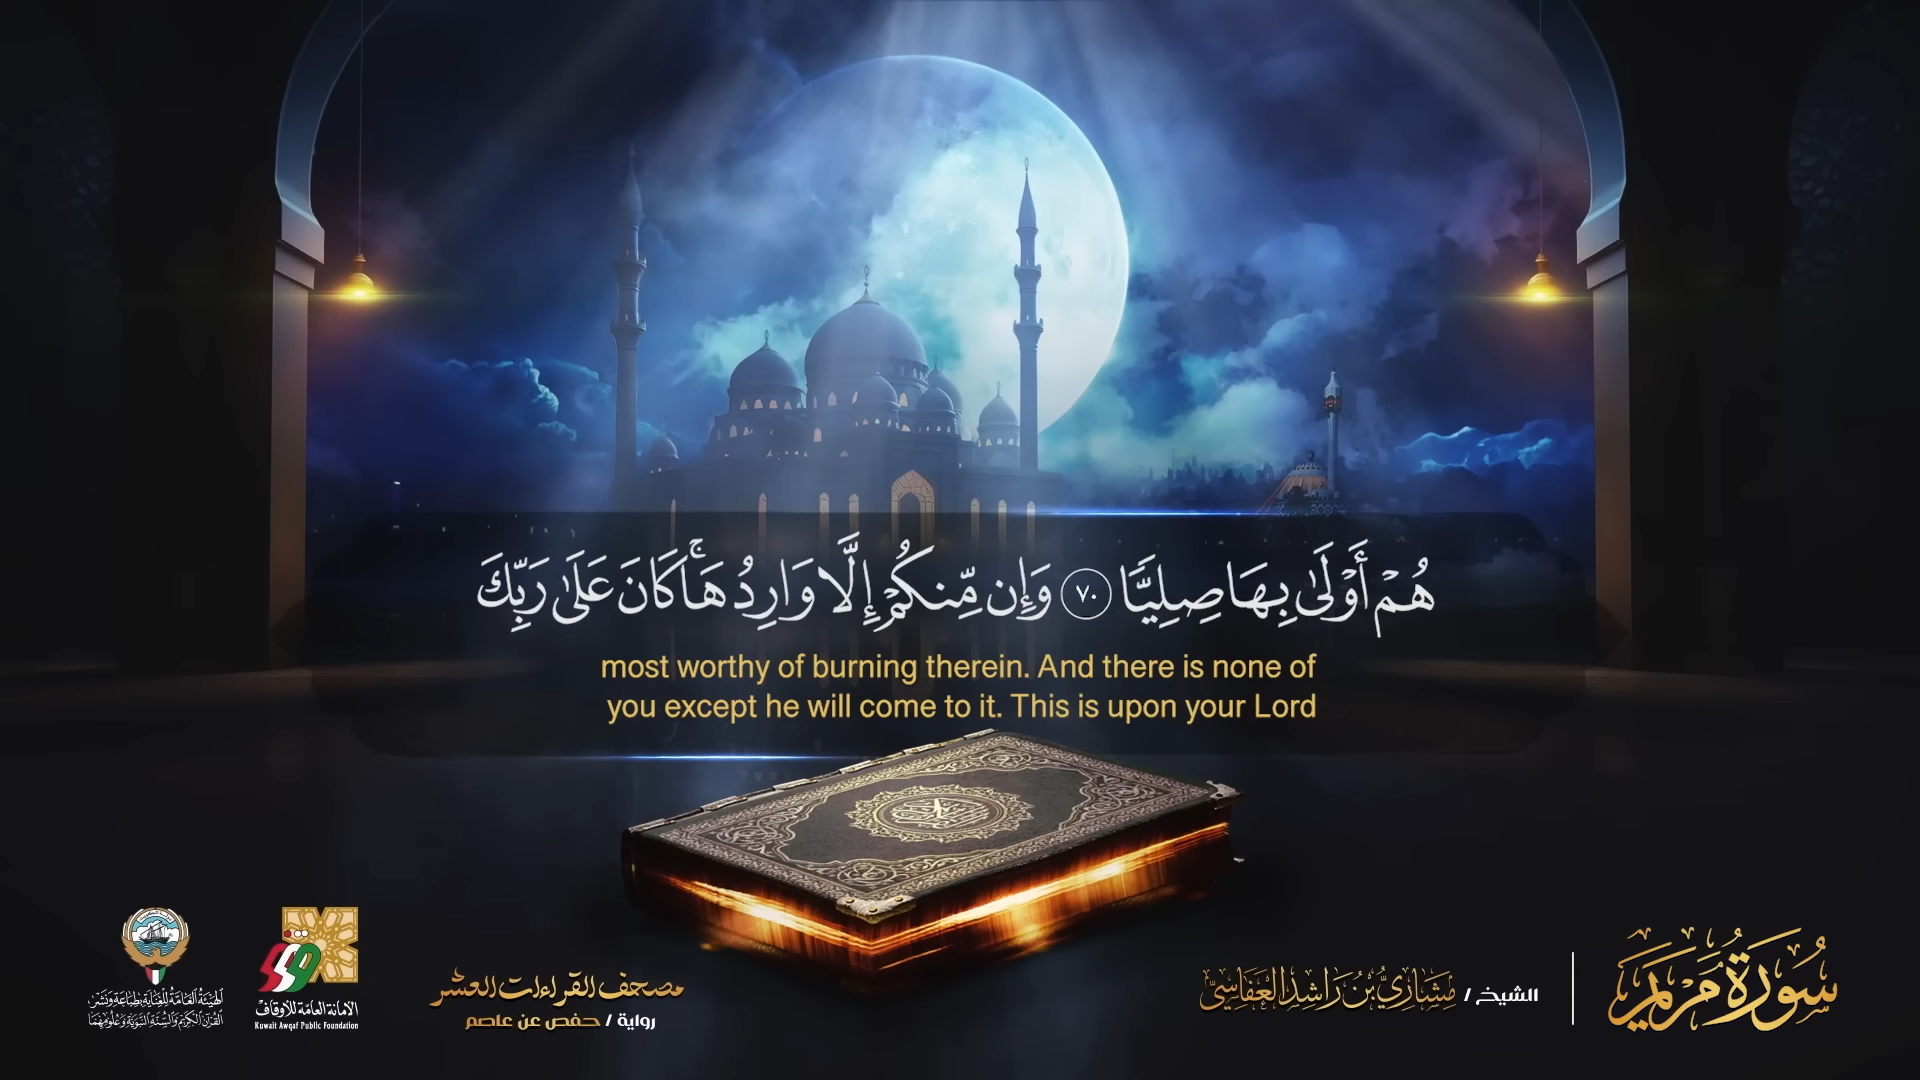 هُمْ أَوْلَىٰ بِهَا صِلِيًّا ٧٠ وَإِن مِّنكُمْ إِلَّا وَارِدُهَا ۚ كَانَ عَلَىٰ رَبِّكَ
most worthy of burning therein. And there is none of
you except he will come to it. This is upon your Lord
سُورَةُ مَرْيَم
الشيخ / مشاري بن راشد العفاسي
مصحف القراءات العشر
رواية / حفص عن عاصم
الأمانة العامة للأوقاف
Kuwait Awqaf Public Foundation
الهيئة العامة للعناية بطباعة ونشر
القرآن الكريم والسنة النبوية وعلومهما